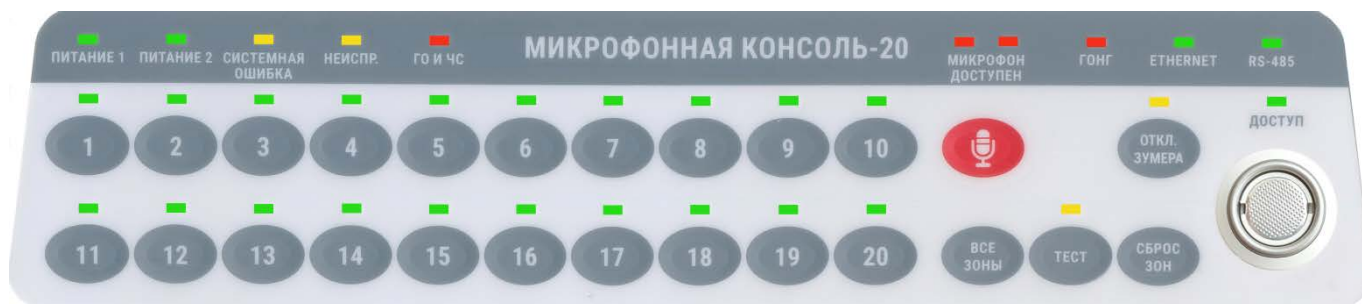 ПИТАНИЕ 1
ПИТАНИЕ 2
СИСТЕМНАЯ
ОШИБКА
НЕИСПР.
ГО И ЧС
МИКРОФОННАЯ КОНСОЛЬ-20
МИКРОФОН
ДОСТУПЕН
ГОНГ
ETHERNET
RS-485
1 2 3 4 5 6 7 8 9 10
ОТКЛ.
ЗУМЕРА
ДОСТУП
11 12 13 14 15 16 17 18 19 20
ВСЕ
ЗОНЫ
ТЕСТ
СБРОС
ЗОН